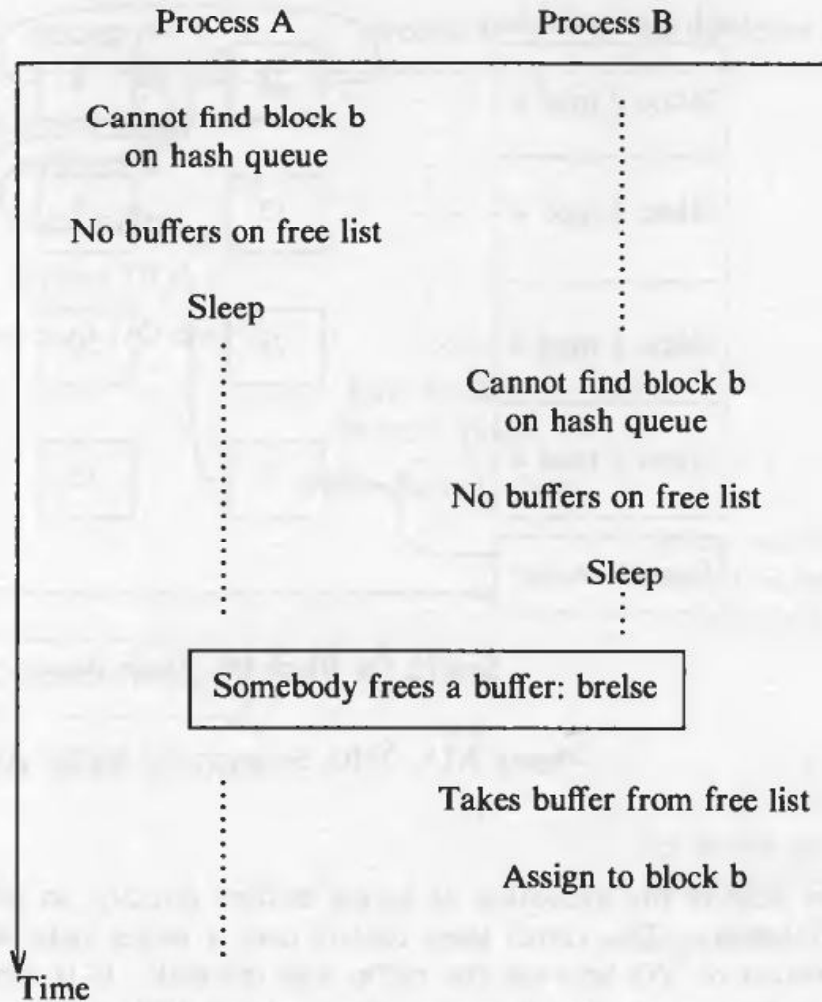 Process A
Process B
Cannot find block b
on hash queue
No buffers on free list
Sleep
Cannot find block b
on hash queue
No buffers on free list
Sleep
Somebody frees a buffer: brelse
Takes buffer from free list
Assign to block b
Time